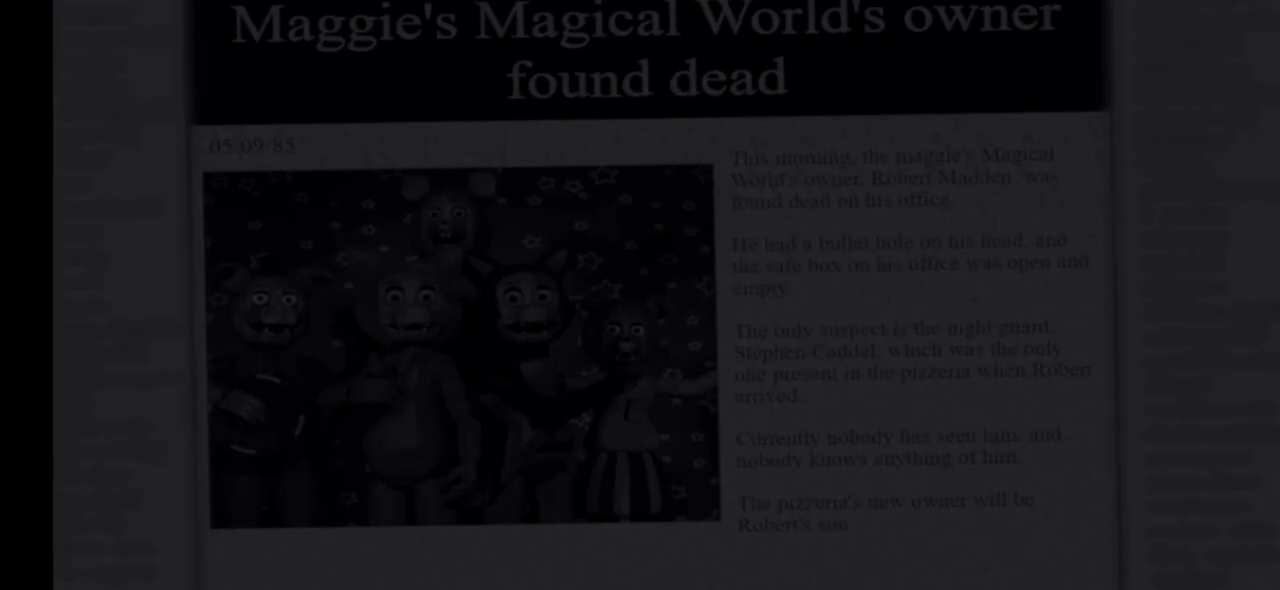 Maggie's Magical World's owner
found dead
05/09/85
This morning, the maggie's Magical
World's owner, Robert Madden, was
found dead on his office.
He had a bullet hole on his head, and
the safe box on his office was open and
empty.
The only suspect is the night guard,
Stephen Caddel; which was the only
one present in the pizzeria when Robert
arrived.
Currently nobody has seen him, and
nobody knows anything of him.
The pizzeria's new owner will be
Robert's son